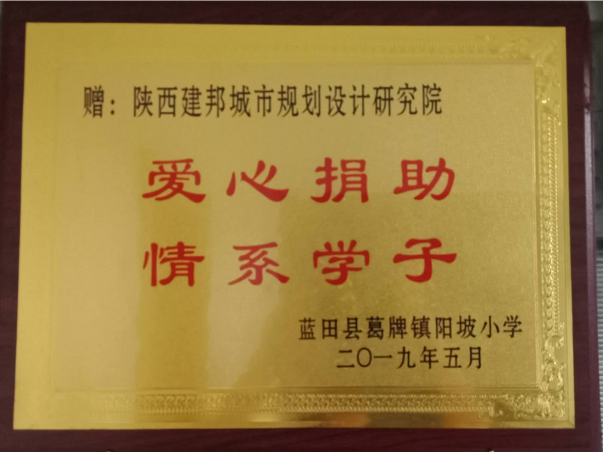 赠：陕西建邦城市规划设计研究院
爱心捐助
情系学子
蓝田县葛牌镇阳坡小学
二〇一九年五月